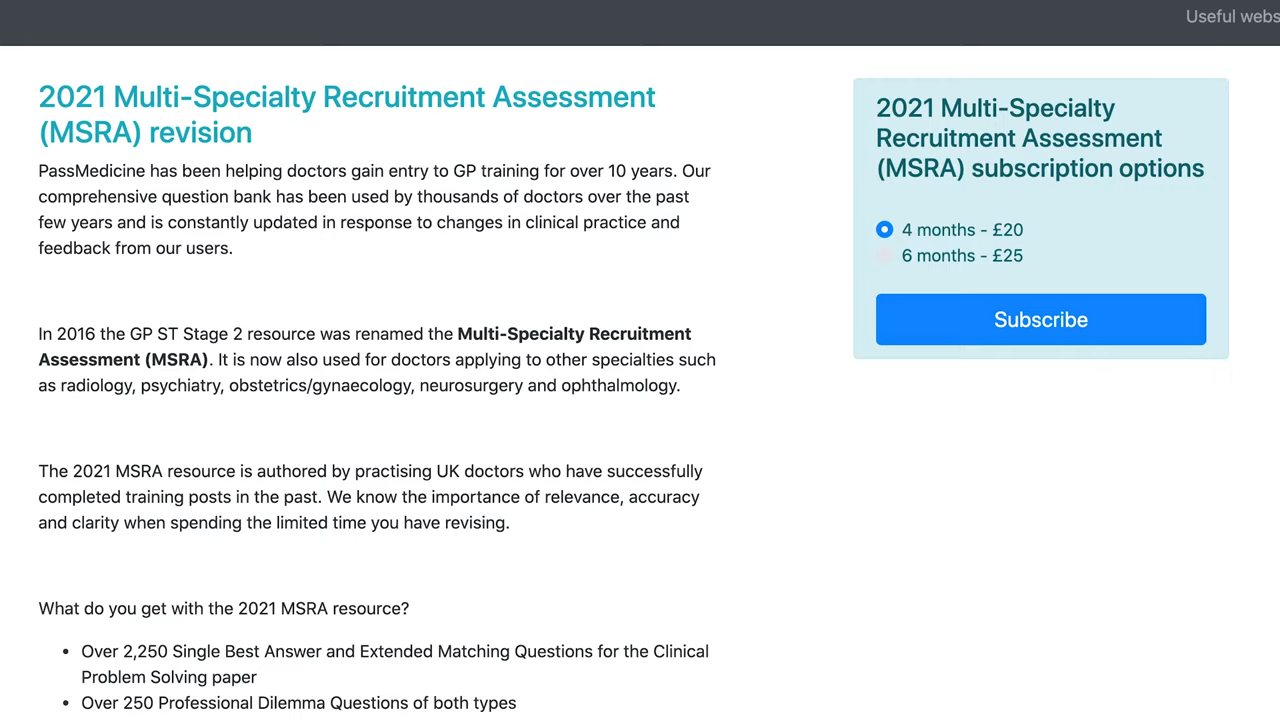 Useful webs
2021 Multi-Specialty Recruitment Assessment
(MSRA) revision
PassMedicine has been helping doctors gain entry to GP training for over 10 years. Our
comprehensive question bank has been used by thousands of doctors over the past
few years and is constantly updated in response to changes in clinical practice and
feedback from our users.
In 2016 the GP ST Stage 2 resource was renamed the Multi-Specialty Recruitment
Assessment (MSRA). It is now also used for doctors applying to other specialties such
as radiology, psychiatry, obstetrics/gynaecology, neurosurgery and ophthalmology.
The 2021 MSRA resource is authored by practising UK doctors who have successfully
completed training posts in the past. We know the importance of relevance, accuracy
and clarity when spending the limited time you have revising.
What do you get with the 2021 MSRA resource?
• Over 2,250 Single Best Answer and Extended Matching Questions for the Clinical
Problem Solving paper
• Over 250 Professional Dilemma Questions of both types
2021 Multi-Specialty
Recruitment Assessment
(MSRA) subscription options
4 months - £20
6 months - £25
Subscribe